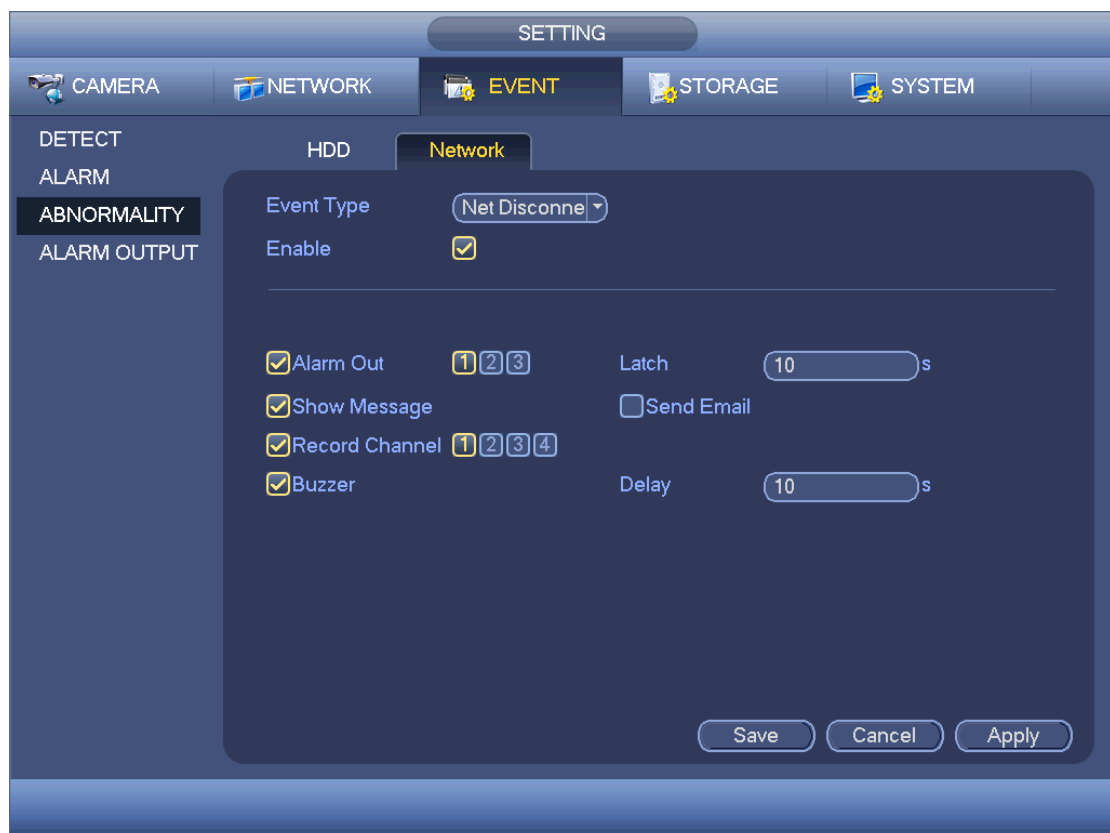 SETTING
CAMERA NETWORK EVENT STORAGE SYSTEM
DETECT
ALARM
ABNORMALITY
ALARM OUTPUT
HDD Network
Event Type Net Disconne
Enable
Alarm Out 1 2 3 Latch 10 s
Show Message Send Email
Record Channel 1 2 3 4
Buzzer Delay 10 s
Save Cancel Apply